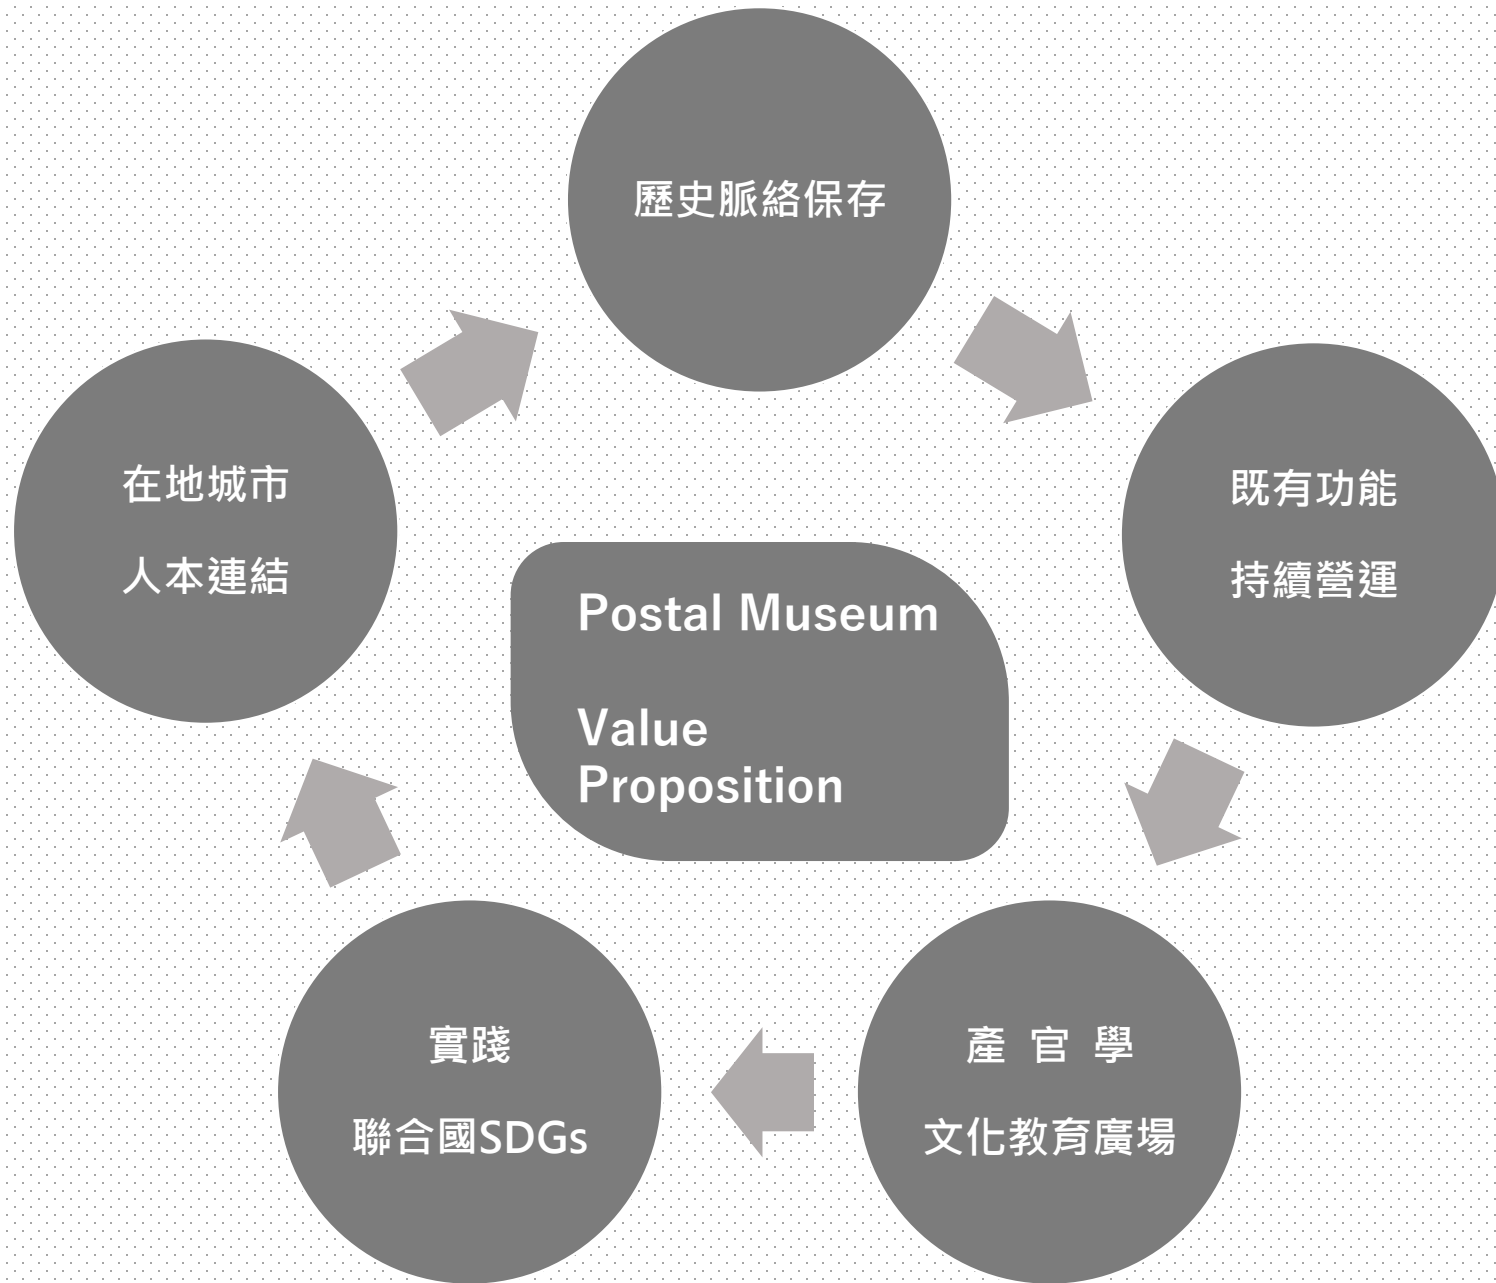 歷史脈絡保存
既有功能
持續營運
產 官 學
文化教育廣場
實踐
聯合國SDGs
在地城市
人本連結
Postal Museum
Value
Proposition